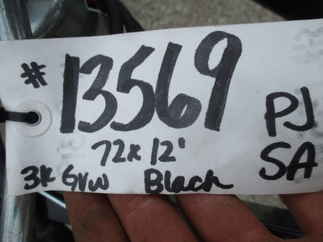 #13569
PJ
72x12'
SA
3k GVW Black